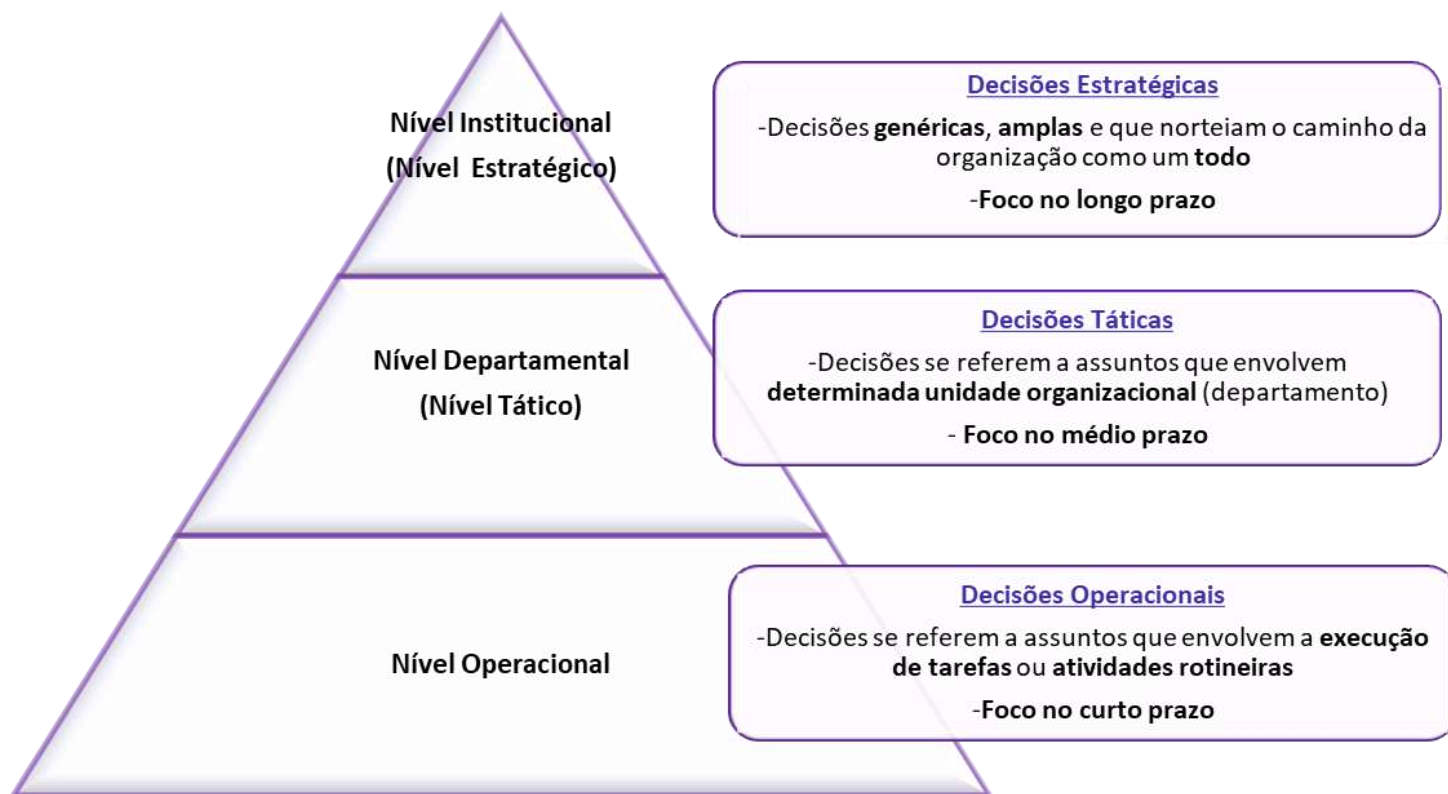 Nível Institucional
(Nível Estratégico)
Decisões Estratégicas
-Decisões genéricas, amplas e que norteiam o caminho da
organização como um todo
-Foco no longo prazo
Nível Departamental
(Nível Tático)
Decisões Táticas
-Decisões se referem a assuntos que envolvem
determinada unidade organizacional (departamento)
- Foco no médio prazo
Nível Operacional
Decisões Operacionais
-Decisões se referem a assuntos que envolvem a execução
de tarefas ou atividades rotineiras
-Foco no curto prazo